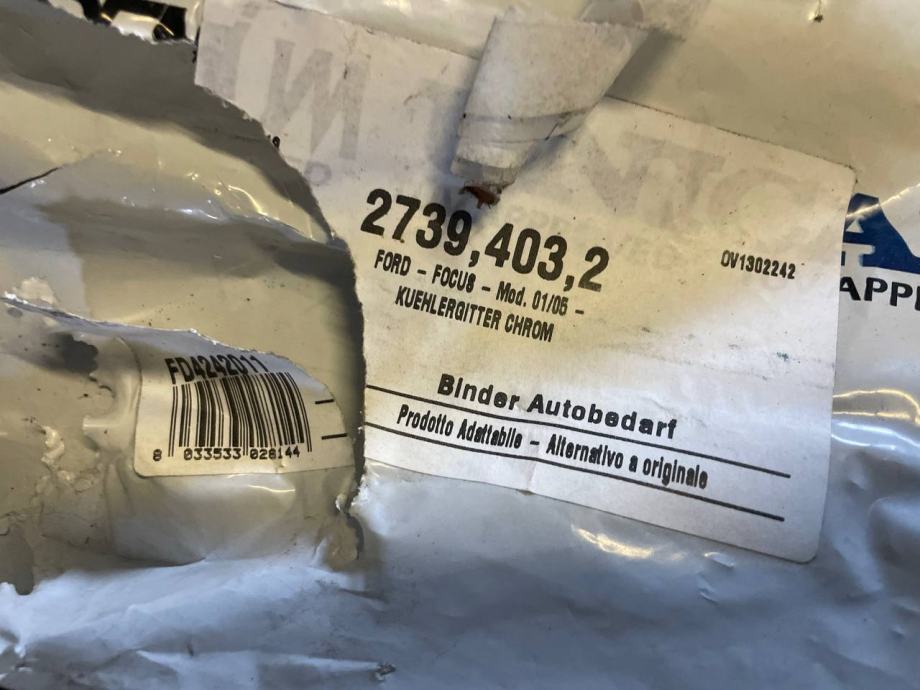 2739,403,2
OV1302242
FORD - FOCUS - Mod. 01/05 -
KUEHLERGITTER CHROM
FD4242011
8 033533 028144
Binder Autobedarf
Prodotto Adattabile - Alternativo a originale